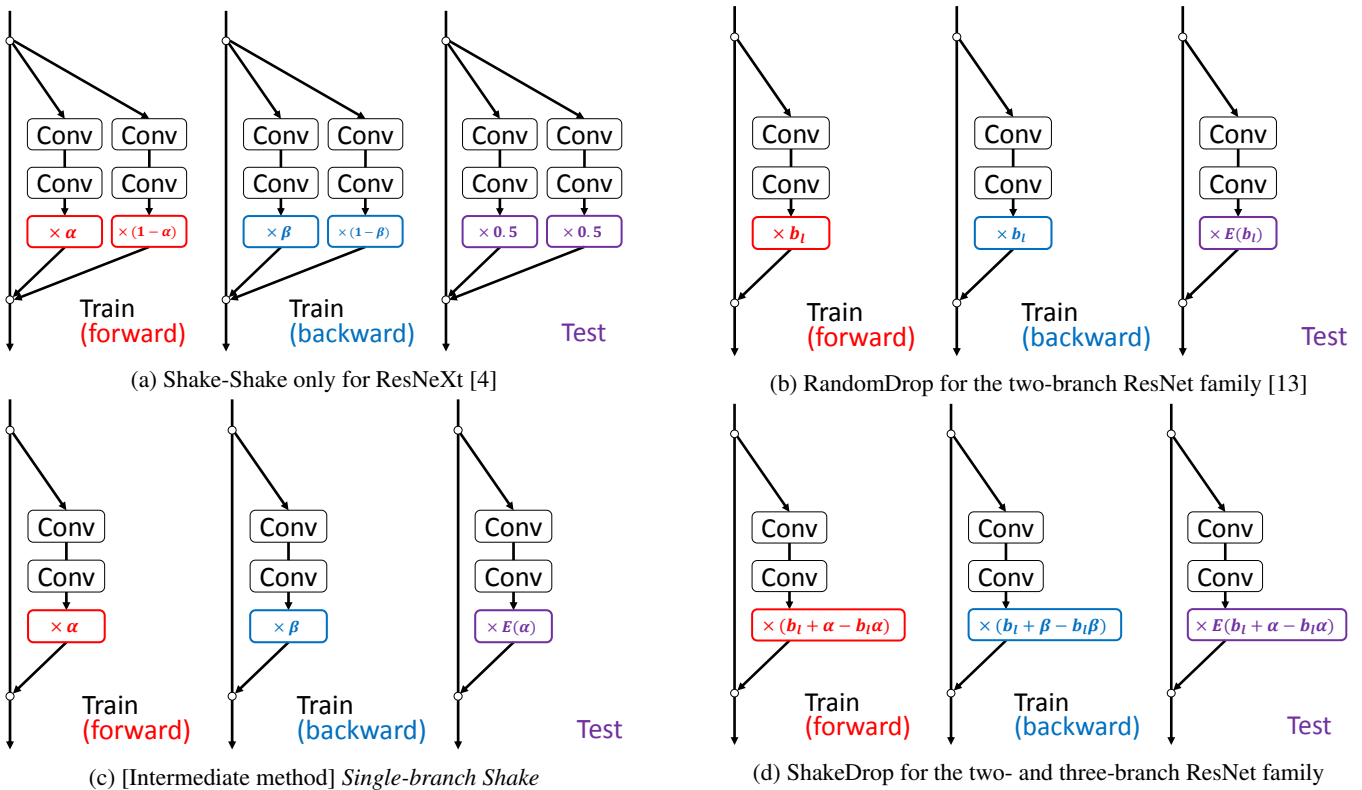 Conv Conv Conv Conv Conv Conv
Conv Conv Conv Conv Conv Conv
× α × (1 − α) × β × (1 − β) × 0.5 × 0.5
Train
(forward)
Train
(backward)
Test
(a) Shake-Shake only for ResNeXt [4]
Conv Conv Conv
Conv Conv Conv
× b_l × b_l × E(b_l)
Train
(forward)
Train
(backward)
Test
(b) RandomDrop for the two-branch ResNet family [13]
Conv Conv Conv
Conv Conv Conv
× α × β × E(α)
Train
(forward)
Train
(backward)
Test
(c) [Intermediate method] Single-branch Shake
Conv Conv Conv
Conv Conv Conv
× (b_l + α − b_lα) × (b_l + β − b_lβ) × E(b_l + α − b_lα)
Train
(forward)
Train
(backward)
Test
(d) ShakeDrop for the two- and three-branch ResNet family